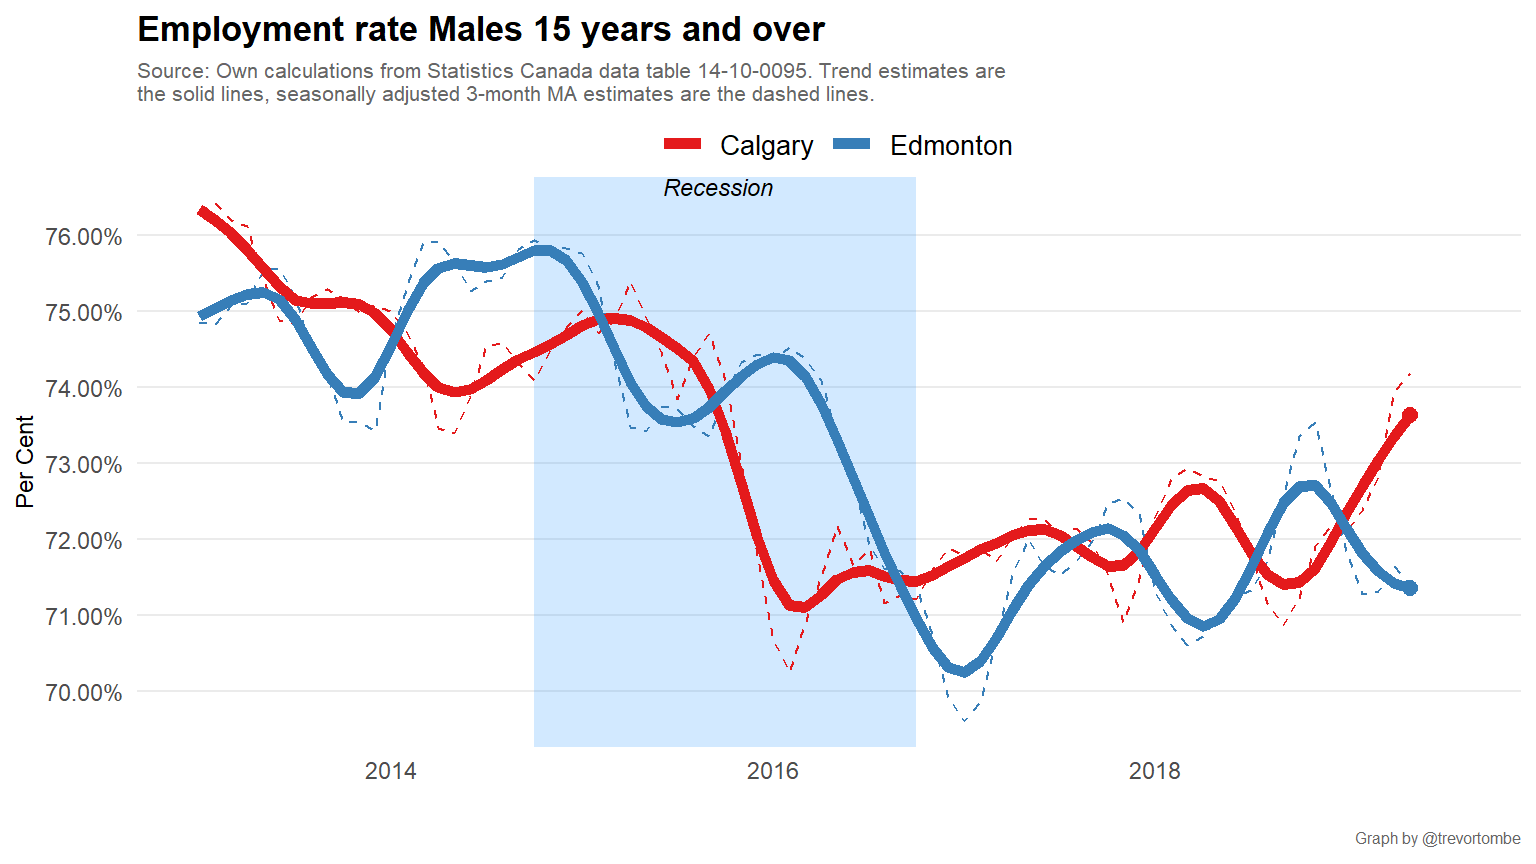 Employment rate Males 15 years and over
Source: Own calculations from Statistics Canada data table 14-10-0095. Trend estimates are
the solid lines, seasonally adjusted 3-month MA estimates are the dashed lines.
Calgary Edmonton
Recession
Per Cent
76.00%
75.00%
74.00%
73.00%
72.00%
71.00%
70.00%
2014 2016 2018
Graph by @trevortombe